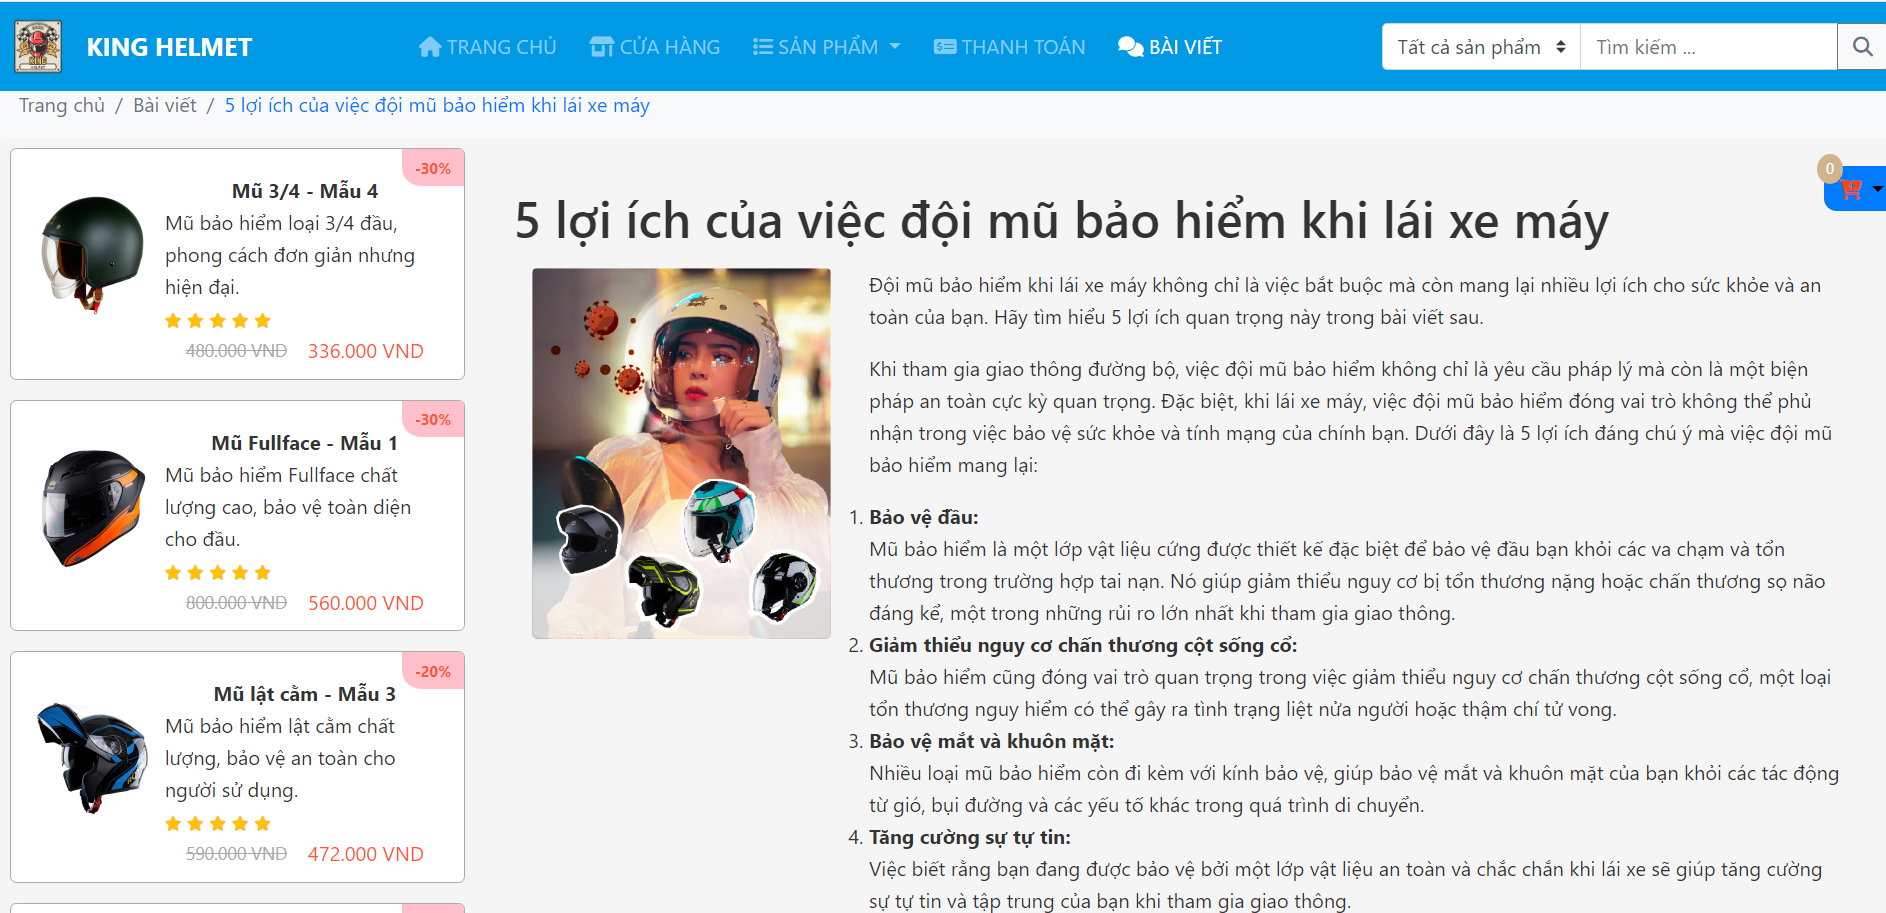 KING HELMET
TRANG CHỦ
CỬA HÀNG
SẢN PHẨM
THANH TOÁN
BÀI VIẾT
Tất cả sản phẩm
Tìm kiếm ...
Trang chủ / Bài viết / 5 lợi ích của việc đội mũ bảo hiểm khi lái xe máy
-30%
Mũ 3/4 - Mẫu 4
Mũ bảo hiểm loại 3/4 đầu,
phong cách đơn giản nhưng
hiện đại.
480.000 VND 336.000 VND
-30%
Mũ Fullface - Mẫu 1
Mũ bảo hiểm Fullface chất
lượng cao, bảo vệ toàn diện
cho đầu.
800.000 VND 560.000 VND
-20%
Mũ lật cằm - Mẫu 3
Mũ bảo hiểm lật cằm chất
lượng, bảo vệ an toàn cho
người sử dụng.
590.000 VND 472.000 VND
0
5 lợi ích của việc đội mũ bảo hiểm khi lái xe máy
Đội mũ bảo hiểm khi lái xe máy không chỉ là việc bắt buộc mà còn mang lại nhiều lợi ích cho sức khỏe và an
toàn của bạn. Hãy tìm hiểu 5 lợi ích quan trọng này trong bài viết sau.
Khi tham gia giao thông đường bộ, việc đội mũ bảo hiểm không chỉ là yêu cầu pháp lý mà còn là một biện
pháp an toàn cực kỳ quan trọng. Đặc biệt, khi lái xe máy, việc đội mũ bảo hiểm đóng vai trò không thể phủ
nhận trong việc bảo vệ sức khỏe và tính mạng của chính bạn. Dưới đây là 5 lợi ích đáng chú ý mà việc đội mũ
bảo hiểm mang lại:
1. Bảo vệ đầu:
Mũ bảo hiểm là một lớp vật liệu cứng được thiết kế đặc biệt để bảo vệ đầu bạn khỏi các va chạm và tổn
thương trong trường hợp tai nạn. Nó giúp giảm thiểu nguy cơ bị tổn thương nặng hoặc chấn thương sọ não
đáng kể, một trong những rủi ro lớn nhất khi tham gia giao thông.
2. Giảm thiểu nguy cơ chấn thương cột sống cổ:
Mũ bảo hiểm cũng đóng vai trò quan trọng trong việc giảm thiểu nguy cơ chấn thương cột sống cổ, một loại
tổn thương nguy hiểm có thể gây ra tình trạng liệt nửa người hoặc thậm chí tử vong.
3. Bảo vệ mắt và khuôn mặt:
Nhiều loại mũ bảo hiểm còn đi kèm với kính bảo vệ, giúp bảo vệ mắt và khuôn mặt của bạn khỏi các tác động
từ gió, bụi đường và các yếu tố khác trong quá trình di chuyển.
4. Tăng cường sự tự tin:
Việc biết rằng bạn đang được bảo vệ bởi một lớp vật liệu an toàn và chắc chắn khi lái xe sẽ giúp tăng cường
sự tự tin và tập trung của bạn khi tham gia giao thông.